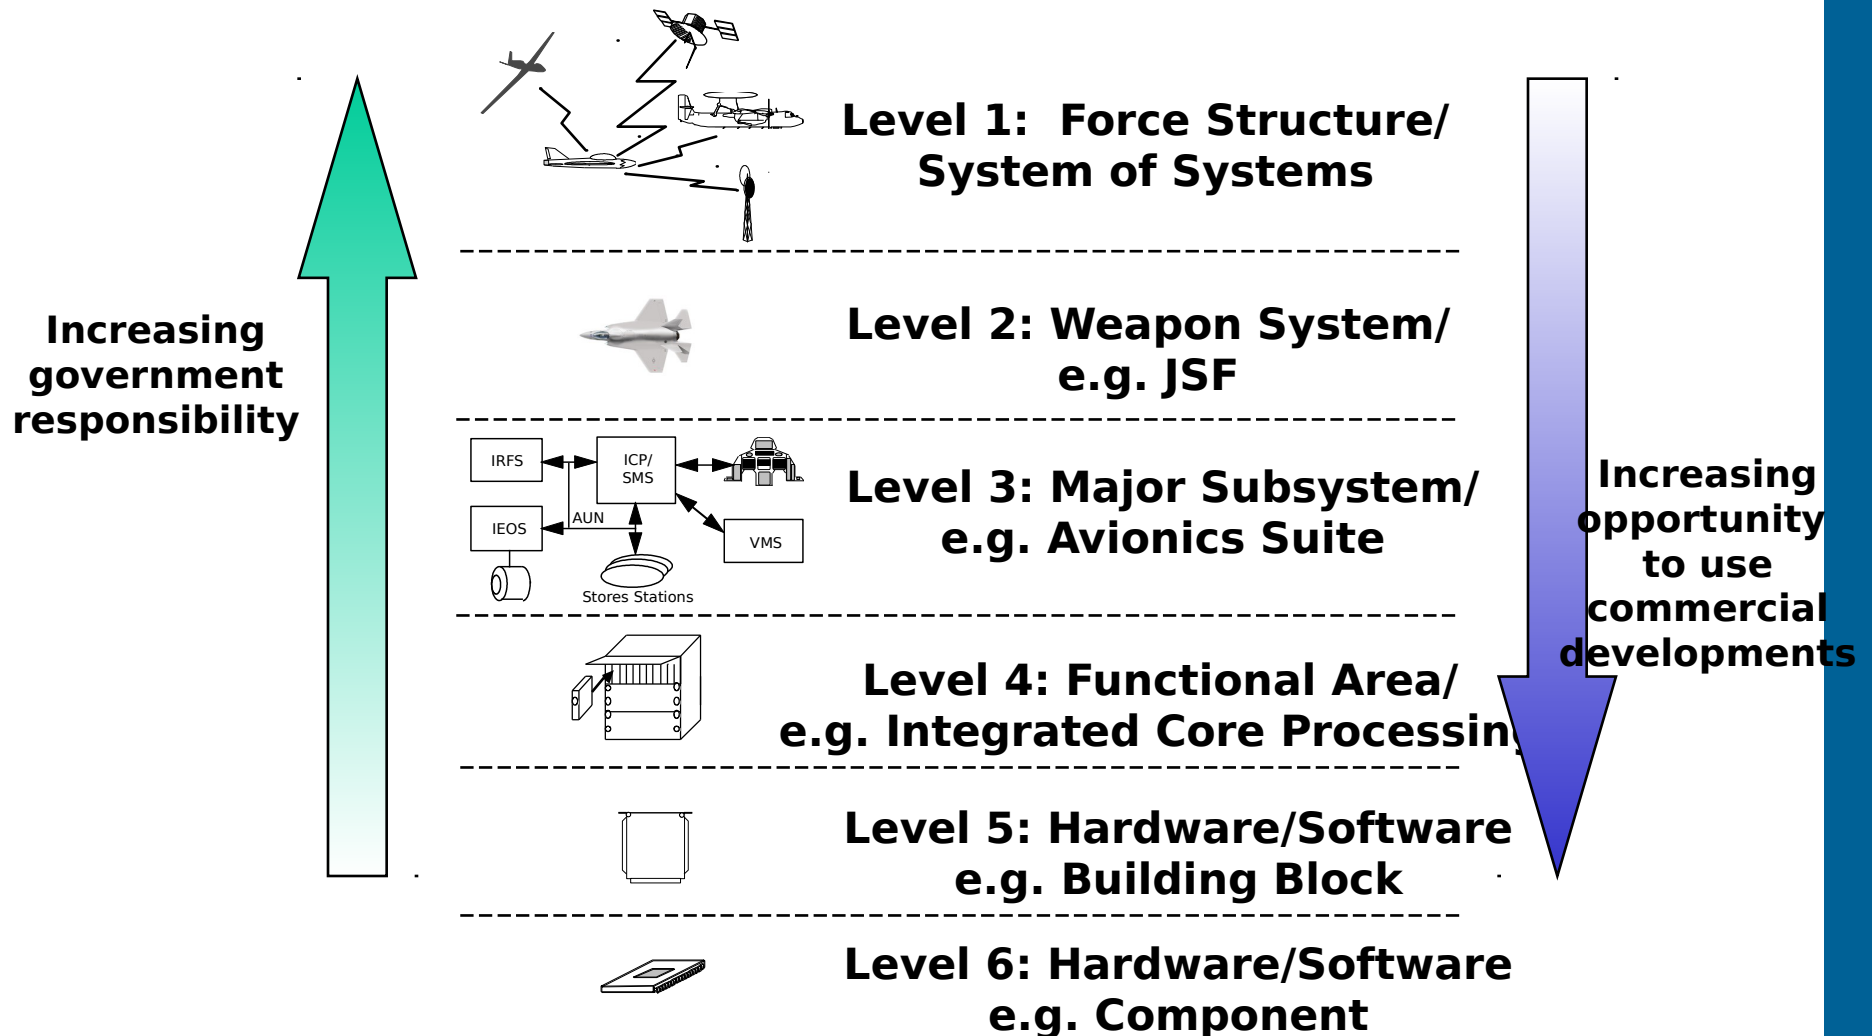 Level 1:  Force Structure/
System of Systems
Increasing
government
responsibility
Level 2: Weapon System/
e.g. JSF
IRFS
ICP/
SMS
IEOS
AUN
VMS
Stores Stations
Level 3: Major Subsystem/
e.g. Avionics Suite
Increasing
opportunity
to use
commercial
developments
Level 4: Functional Area/
e.g. Integrated Core Processing
Level 5: Hardware/Software
e.g. Building Block
Level 6: Hardware/Software
e.g. Component